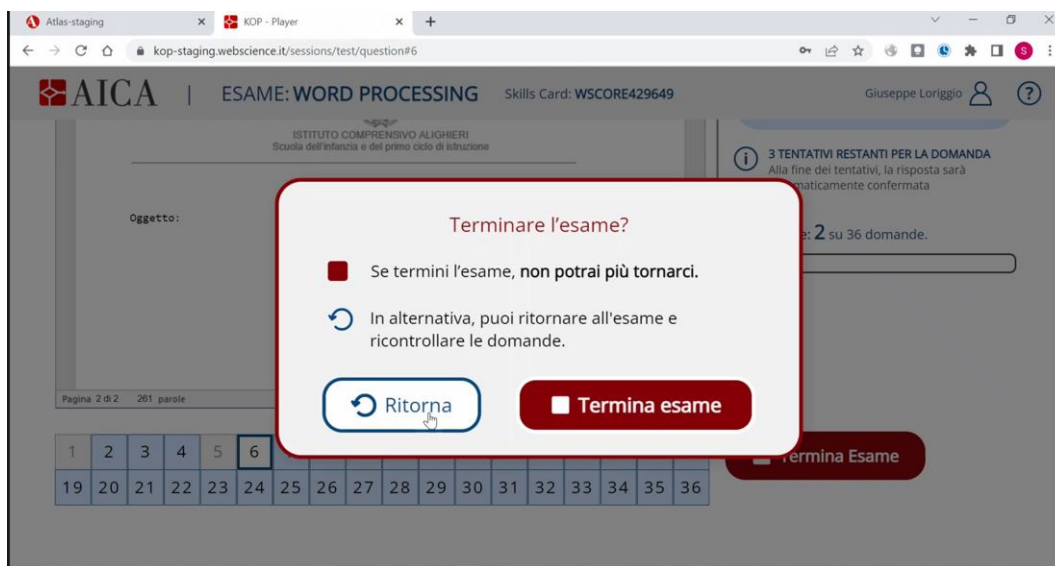 Atlas-staging
KOP - Player
kop-staging.webscience.it/sessions/test/question#6
S
AICA | ESAME: WORD PROCESSING Skills Card: WSCORE429649 Giuseppe Loriggio ?
ISTITUTO COMPRENSIVO ALIGHIERI
Scuola dell'infanzia e del primo ciclo di istruzione
Oggetto:
Pagina 2 di 2 261 parole
i 3 TENTATIVI RESTANTI PER LA DOMANDA
Alla fine dei tentativi, la risposta sarà
2 su 36 domande.
Terminare l'esame?
Se termini l'esame, non potrai più tornarci.
In alternativa, puoi ritornare all'esame e
ricontrollare le domande.
Ritorna
Termina esame
1 2 3 4 5 6
19 20 21 22 23 24 25 26 27 28 29 30 31 32 33 34 35 36
Termina Esame